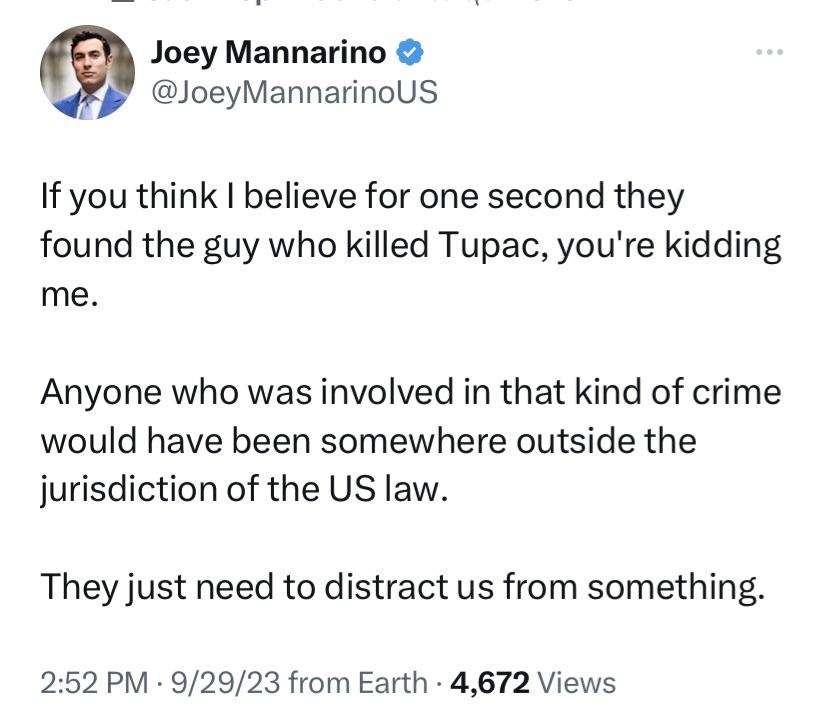 Joey Mannarino
@JoeyMannarinoUS
If you think I believe for one second they
found the guy who killed Tupac, you're kidding
me.
Anyone who was involved in that kind of crime
would have been somewhere outside the
jurisdiction of the US law.
They just need to distract us from something.
2:52 PM · 9/29/23 from Earth · 4,672 Views